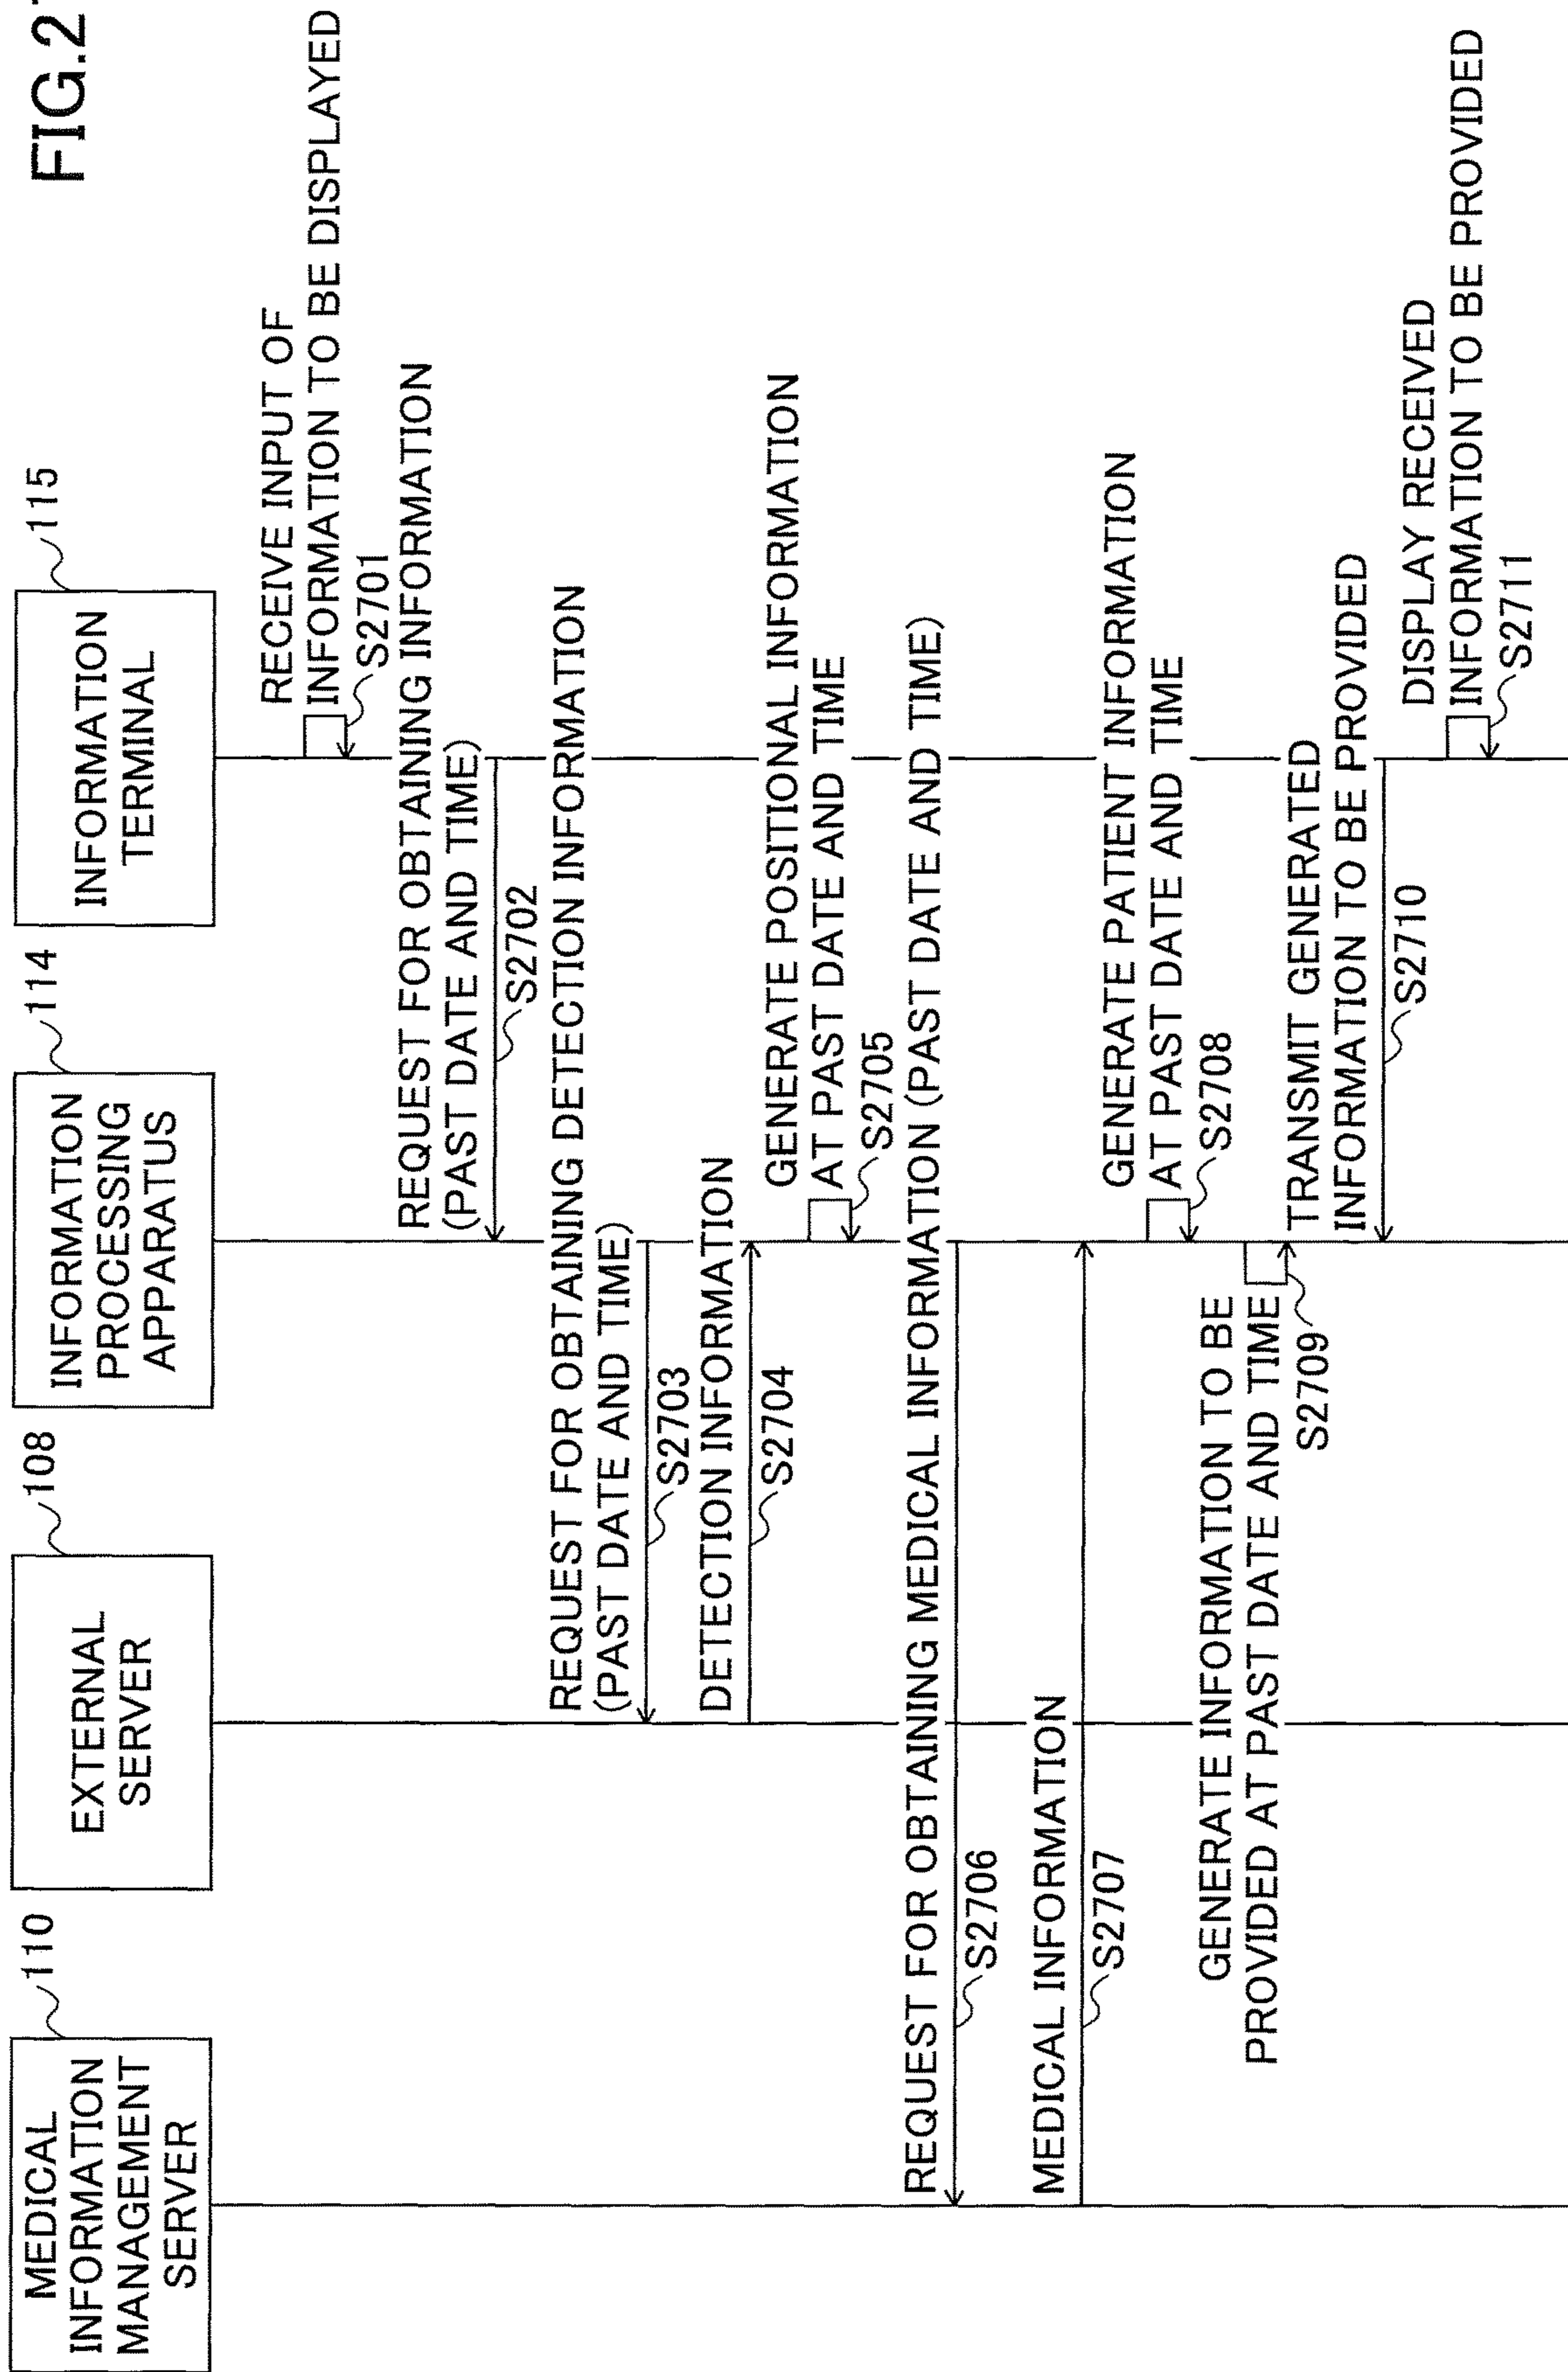 FIG.2
MEDICAL
INFORMATION
MANAGEMENT
SERVER
110
EXTERNAL
SERVER
108
INFORMATION
PROCESSING
APPARATUS
114
INFORMATION
TERMINAL
115
RECEIVE INPUT OF
INFORMATION TO BE DISPLAYED
S2701
REQUEST FOR OBTAINING INFORMATION
(PAST DATE AND TIME)
S2702
REQUEST FOR OBTAINING DETECTION INFORMATION
(PAST DATE AND TIME)
S2703
DETECTION INFORMATION
S2704
GENERATE POSITIONAL INFORMATION
AT PAST DATE AND TIME
S2705
REQUEST FOR OBTAINING MEDICAL INFORMATION (PAST DATE AND TIME)
S2706
MEDICAL INFORMATION
S2707
GENERATE PATIENT INFORMATION
AT PAST DATE AND TIME
S2708
GENERATE INFORMATION TO BE
PROVIDED AT PAST DATE AND TIME
S2709
TRANSMIT GENERATED
INFORMATION TO BE PROVIDED
S2710
DISPLAY RECEIVED
INFORMATION TO BE PROVIDED
S2711